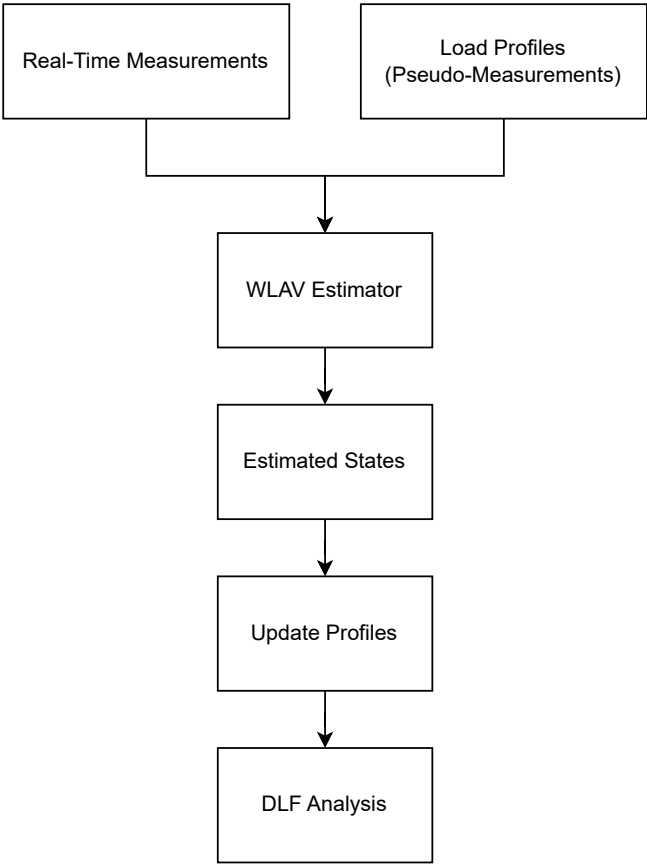 Real-Time Measurements
Load Profiles
(Pseudo-Measurements)
WLAV Estimator
Estimated States
Update Profiles
DLF Analysis